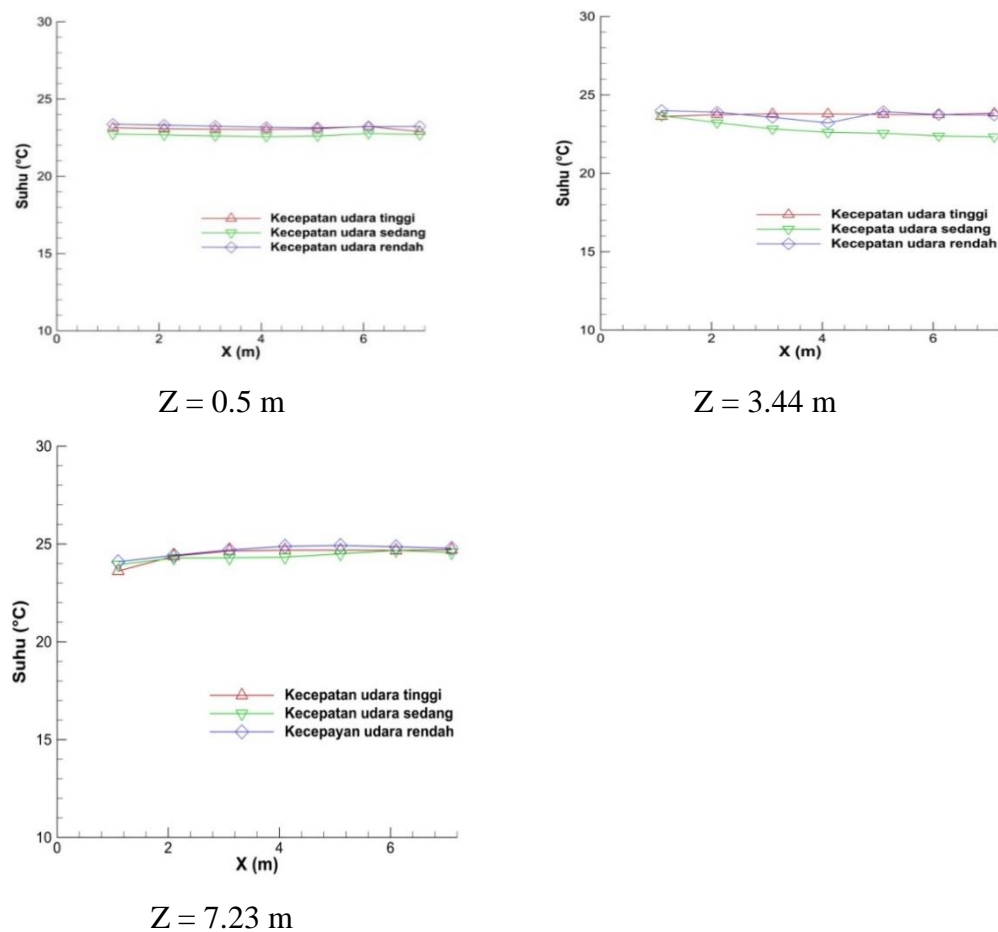 30
25
20
15
10
Suhu (°C)
Kecepatan udara tinggi
Kecepatan udara sedang
Kecepatan udara rendah
0 2 4 6
X (m)
Z = 0.5 m
30
25
20
15
10
Suhu (°C)
Kecepatan udara tinggi
Kecepata udara sedang
Kecepatan udara rendah
0 2 4 6
X (m)
Z = 3.44 m
30
25
20
15
10
Suhu (°C)
Kecepatan udara tinggi
Kecepatan udara sedang
Kecepayan udara rendah
0 2 4 6
X (m)
Z = 7.23 m